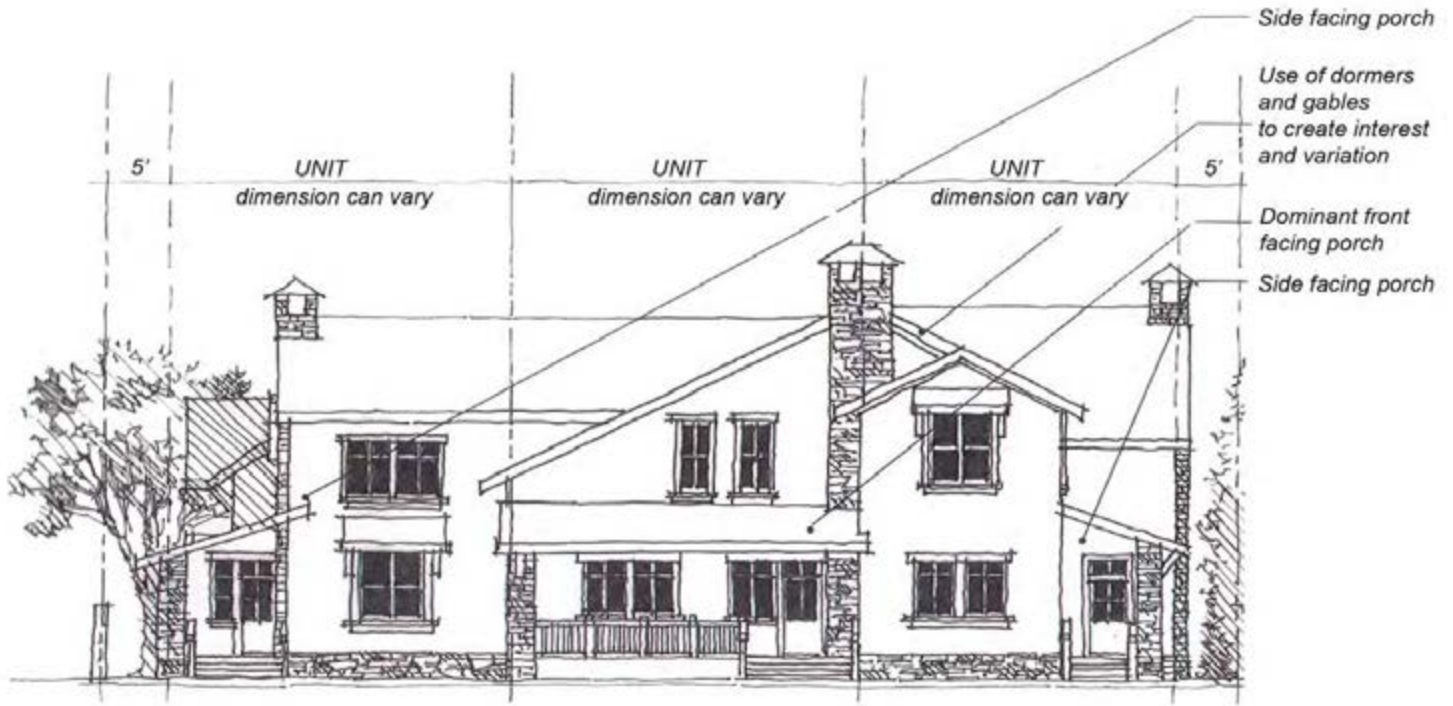 Side facing porch
Use of dormers
and gables
to create interest
and variation
5'
UNIT
dimension can vary
UNIT
dimension can vary
UNIT
dimension can vary
5'
Dominant front
facing porch
Side facing porch